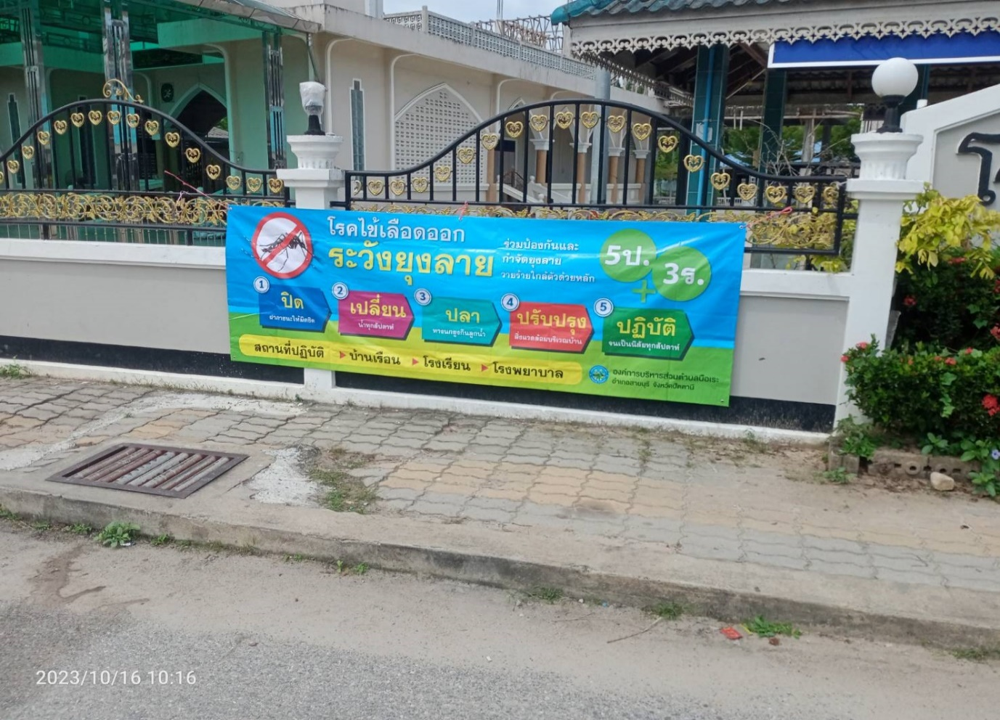 โรคไข้เลือดออก
ระวังยุงลาย
ร่วมป้องกันและ
กำจัดยุงลาย
วายร้ายใกล้ตัวด้วยหลัก
5ป.
+
3ร.
1
ปิด
ฝาภาชนะให้มิดชิด
2
เปลี่ยน
น้ำทุกสัปดาห์
3
ปลา
หางนกยูงกินลูกน้ำ
4
ปรับปรุง
สิ่งแวดล้อมบริเวณบ้าน
5
ปฏิบัติ
จนเป็นนิสัยทุกสัปดาห์
สถานที่ปฏิบัติ ▸ บ้านเรือน ▸ โรงเรียน ▸ โรงพยาบาล
องค์การบริหารส่วนตำบลบือเระ
อำเภอสายบุรี จังหวัดปัตตานี
2023/10/16 10:16